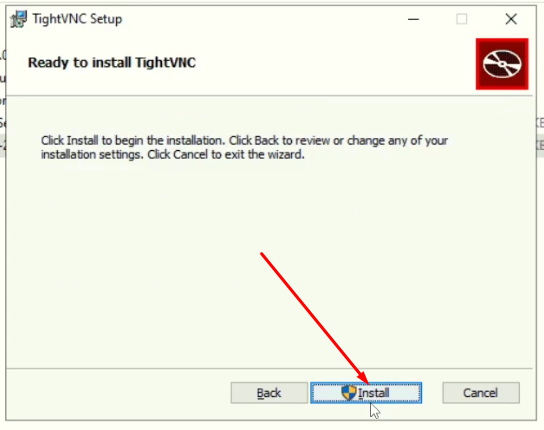 TightVNC Setup
Ready to install TightVNC
Click Install to begin the installation. Click Back to review or change any of your
installation settings. Click Cancel to exit the wizard.
Back
Install
Cancel